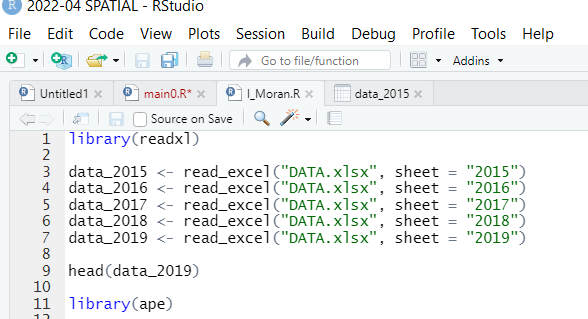 2022-04 SPATIAL - RStudio
File Edit Code View Plots Session Build Debug Profile Tools Help
Go to file/function Addins
Untitled1 main0.R* I_Moran.R data_2015
Source on Save
1 library(readxl)
2
3 data_2015 <- read_excel("DATA.xlsx", sheet = "2015")
4 data_2016 <- read_excel("DATA.xlsx", sheet = "2016")
5 data_2017 <- read_excel("DATA.xlsx", sheet = "2017")
6 data_2018 <- read_excel("DATA.xlsx", sheet = "2018")
7 data_2019 <- read_excel("DATA.xlsx", sheet = "2019")
8
9 head(data_2019)
10
11 library(ape)